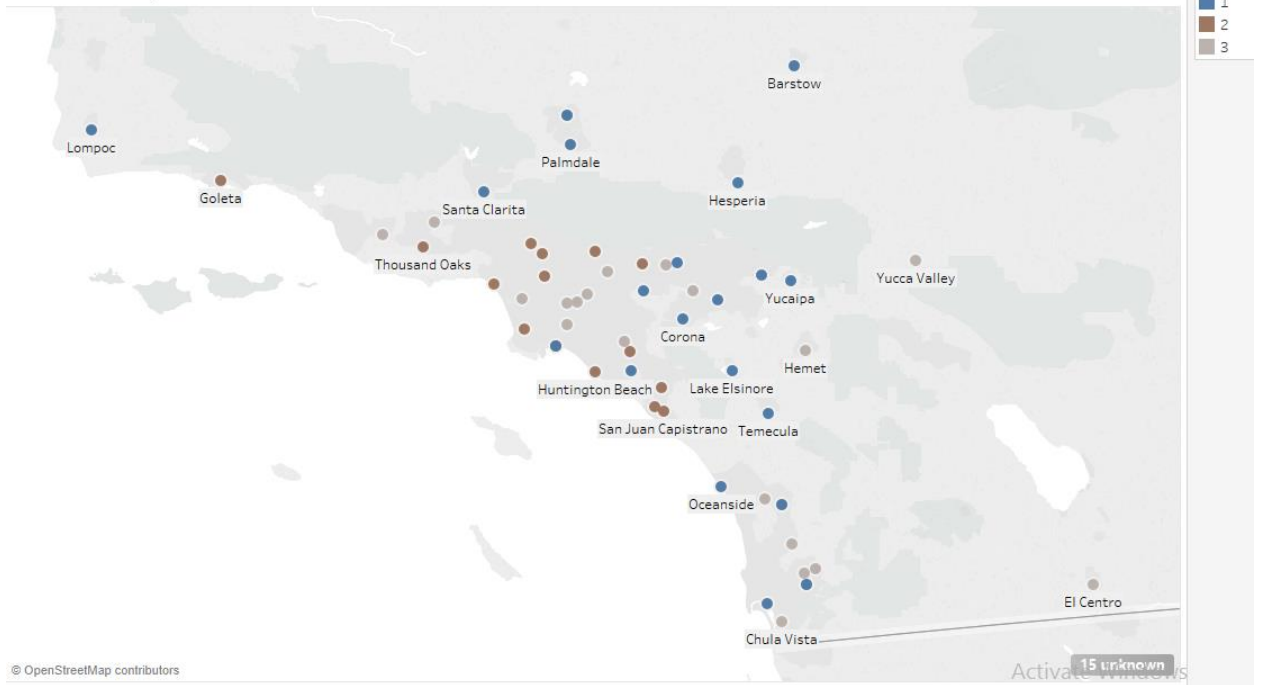 1
2
3
Barstow
Lompoc
Palmdale
Goleta
Santa Clarita
Hesperia
Thousand Oaks
Yucca Valley
Yucaipa
Corona
Hemet
Huntington Beach
Lake Elsinore
San Juan Capistrano
Temecula
Oceanside
El Centro
Chula Vista
15 unknown
© OpenStreetMap contributors
Activate Windows